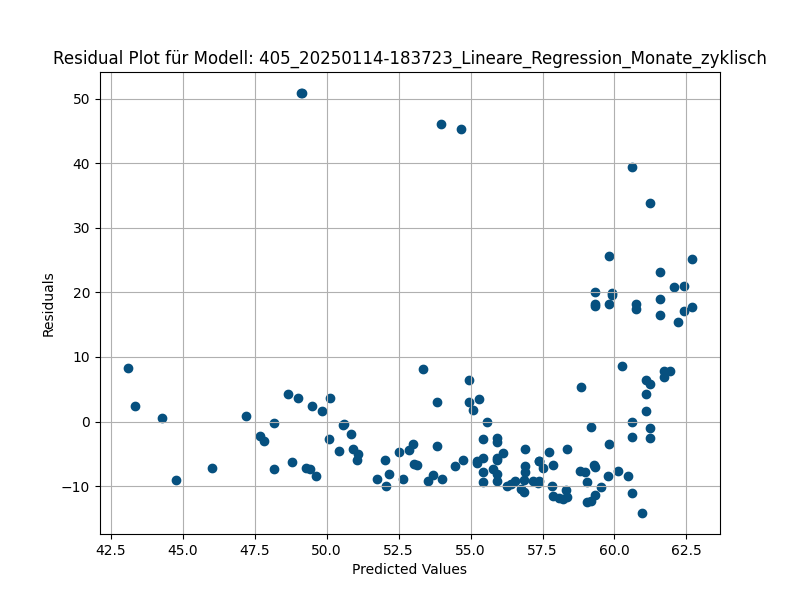 Residual Plot für Modell: 405_20250114-183723_Lineare_Regression_Monate_zyklisch
50
40
30
20
10
0
−10
Residuals
42.5 45.0 47.5 50.0 52.5 55.0 57.5 60.0 62.5
Predicted Values